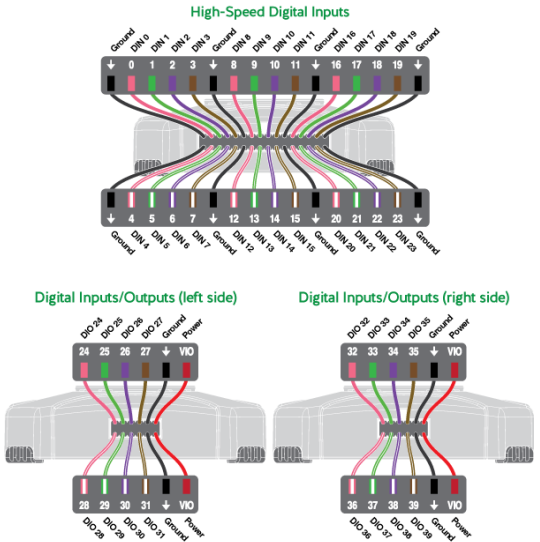 High-Speed Digital Inputs
Ground DIN 0 DIN 1 DIN 2 DIN 3 Ground DIN 8 DIN 9 DIN 10 DIN 11 Ground DIN 16 DIN 17 DIN 18 DIN 19 Ground
0 1 2 3 8 9 10 11 16 17 18 19
4 5 6 7 12 13 14 15 20 21 22 23
Ground DIN 4 DIN 5 DIN 6 DIN 7 Ground DIN 12 DIN 13 DIN 14 DIN 15 Ground DIN 20 DIN 21 DIN 22 DIN 23 Ground
Digital Inputs/Outputs (left side)
DIO 24 DIO 25 DIO 26 DIO 27 Ground Power
24 25 26 27 VIO
28 29 30 31 VIO
DIO 28 DIO 29 DIO 30 DIO 31 Ground Power
Digital Inputs/Outputs (right side)
DIO 32 DIO 33 DIO 34 DIO 35 Ground Power
32 33 34 35 VIO
36 37 38 39 VIO
DIO 36 DIO 37 DIO 38 DIO 39 Ground Power